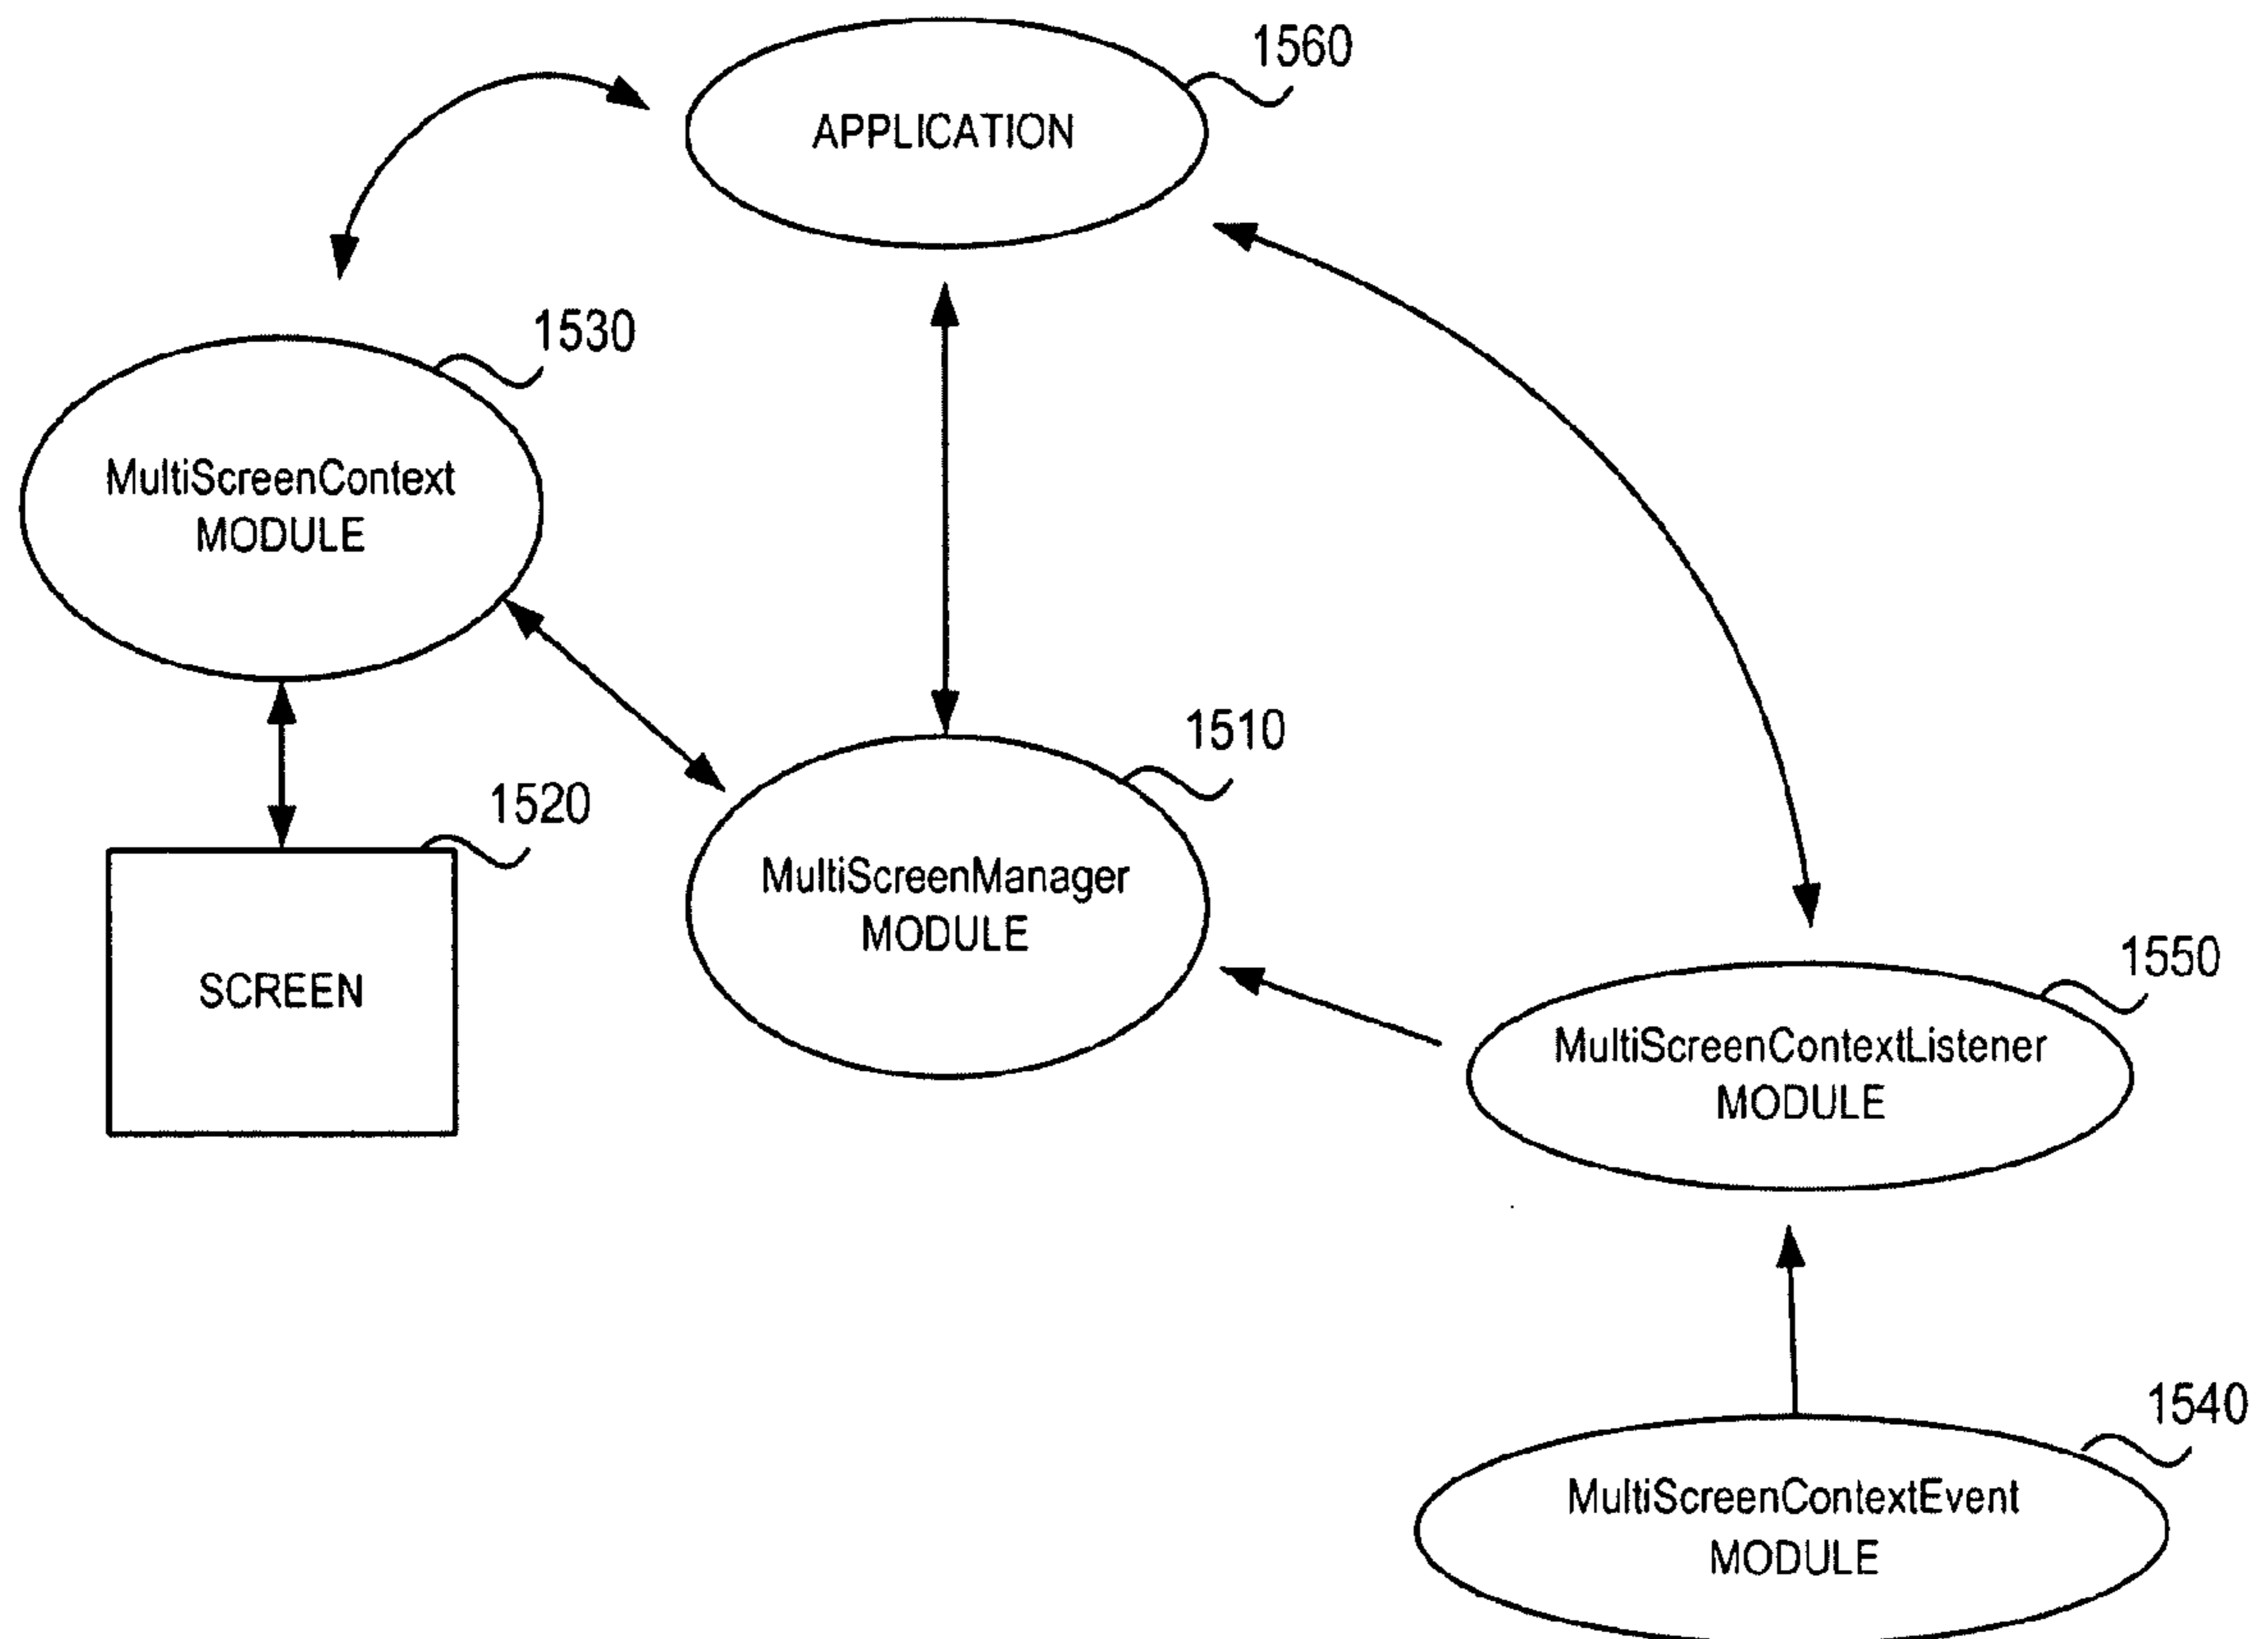 1560
APPLICATION
1530
MultiScreenContext
MODULE
1510
1520
MultiScreenManager
MODULE
SCREEN
1550
MultiScreenContextListener
MODULE
1540
MultiScreenContextEvent
MODULE